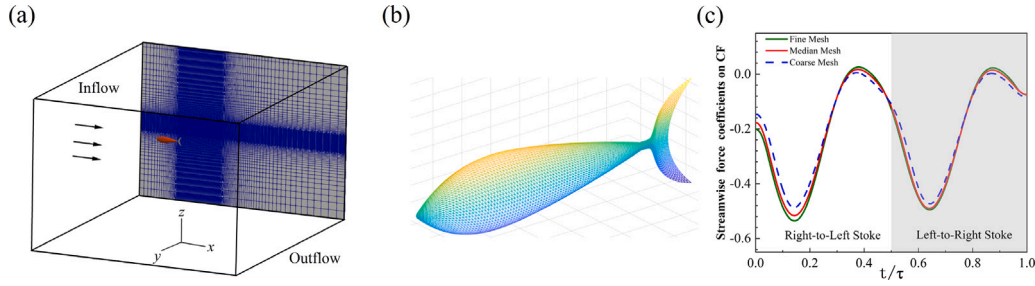 (a)
Inflow
z
y
x
Outflow
(b)
(c)
Streamwise force coefficients on CF
Fine Mesh
Median Mesh
Coarse Mesh
0.0
-0.2
-0.4
-0.6
Right-to-Left Stoke
Left-to-Right Stoke
0.0 0.2 0.4 0.6 0.8 1.0
t/τ